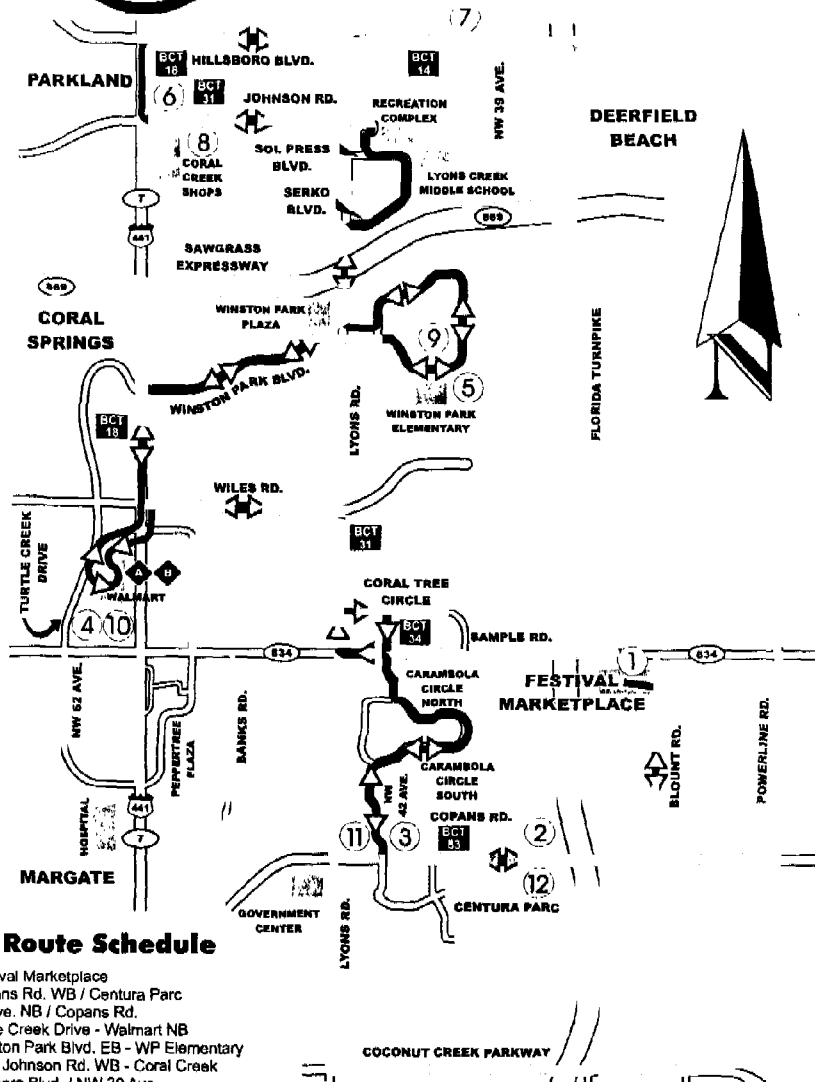 7
BCT
18
HILLSBORO BLVD.
BCT
14
PARKLAND
6
BCT
31
JOHNSON RD.
RECREATION
COMPLEX
NW 39 AVE.
DEERFIELD
BEACH
8
CORAL
CREEK
SHOPS
SOL PRESS
BLVD.
SERKO
BLVD.
LYONS CREEK
MIDDLE SCHOOL
7
441
869
SAWGRASS
EXPRESSWAY
869
CORAL
SPRINGS
WINSTON PARK
PLAZA
9
5
WINSTON PARK BLVD.
LYONS RD.
WINSTON PARK
ELEMENTARY
FLORIDA TURNPIKE
BCT
18
WILES RD.
BCT
31
TURTLE CREEK
DRIVE
A
B
WALMART
4
10
CORAL TREE
CIRCLE
BCT
34
SAMPLE RD.
834
1
834
NW 62 AVE.
PEPPERTREE
PLAZA
BANKS RD.
CARAMBOLA
CIRCLE
NORTH
FESTIVAL
MARKETPLACE
BLOUNT RD.
POWERLINE RD.
CARAMBOLA
CIRCLE
SOUTH
NW
42 AVE.
441
7
HOSPITAL
11
3
COPANS RD.
BCT
83
2
12
MARGATE
GOVERNMENT
CENTER
LYONS RD.
CENTURA PARC
Route Schedule
val Marketplace
ns Rd. WB / Centura Parc
ve. NB / Copans Rd.
e Creek Drive - Walmart NB
ton Park Blvd. EB - WP Elementary
Johnson Rd. WB - Coral Creek
COCONUT CREEK PARKWAY